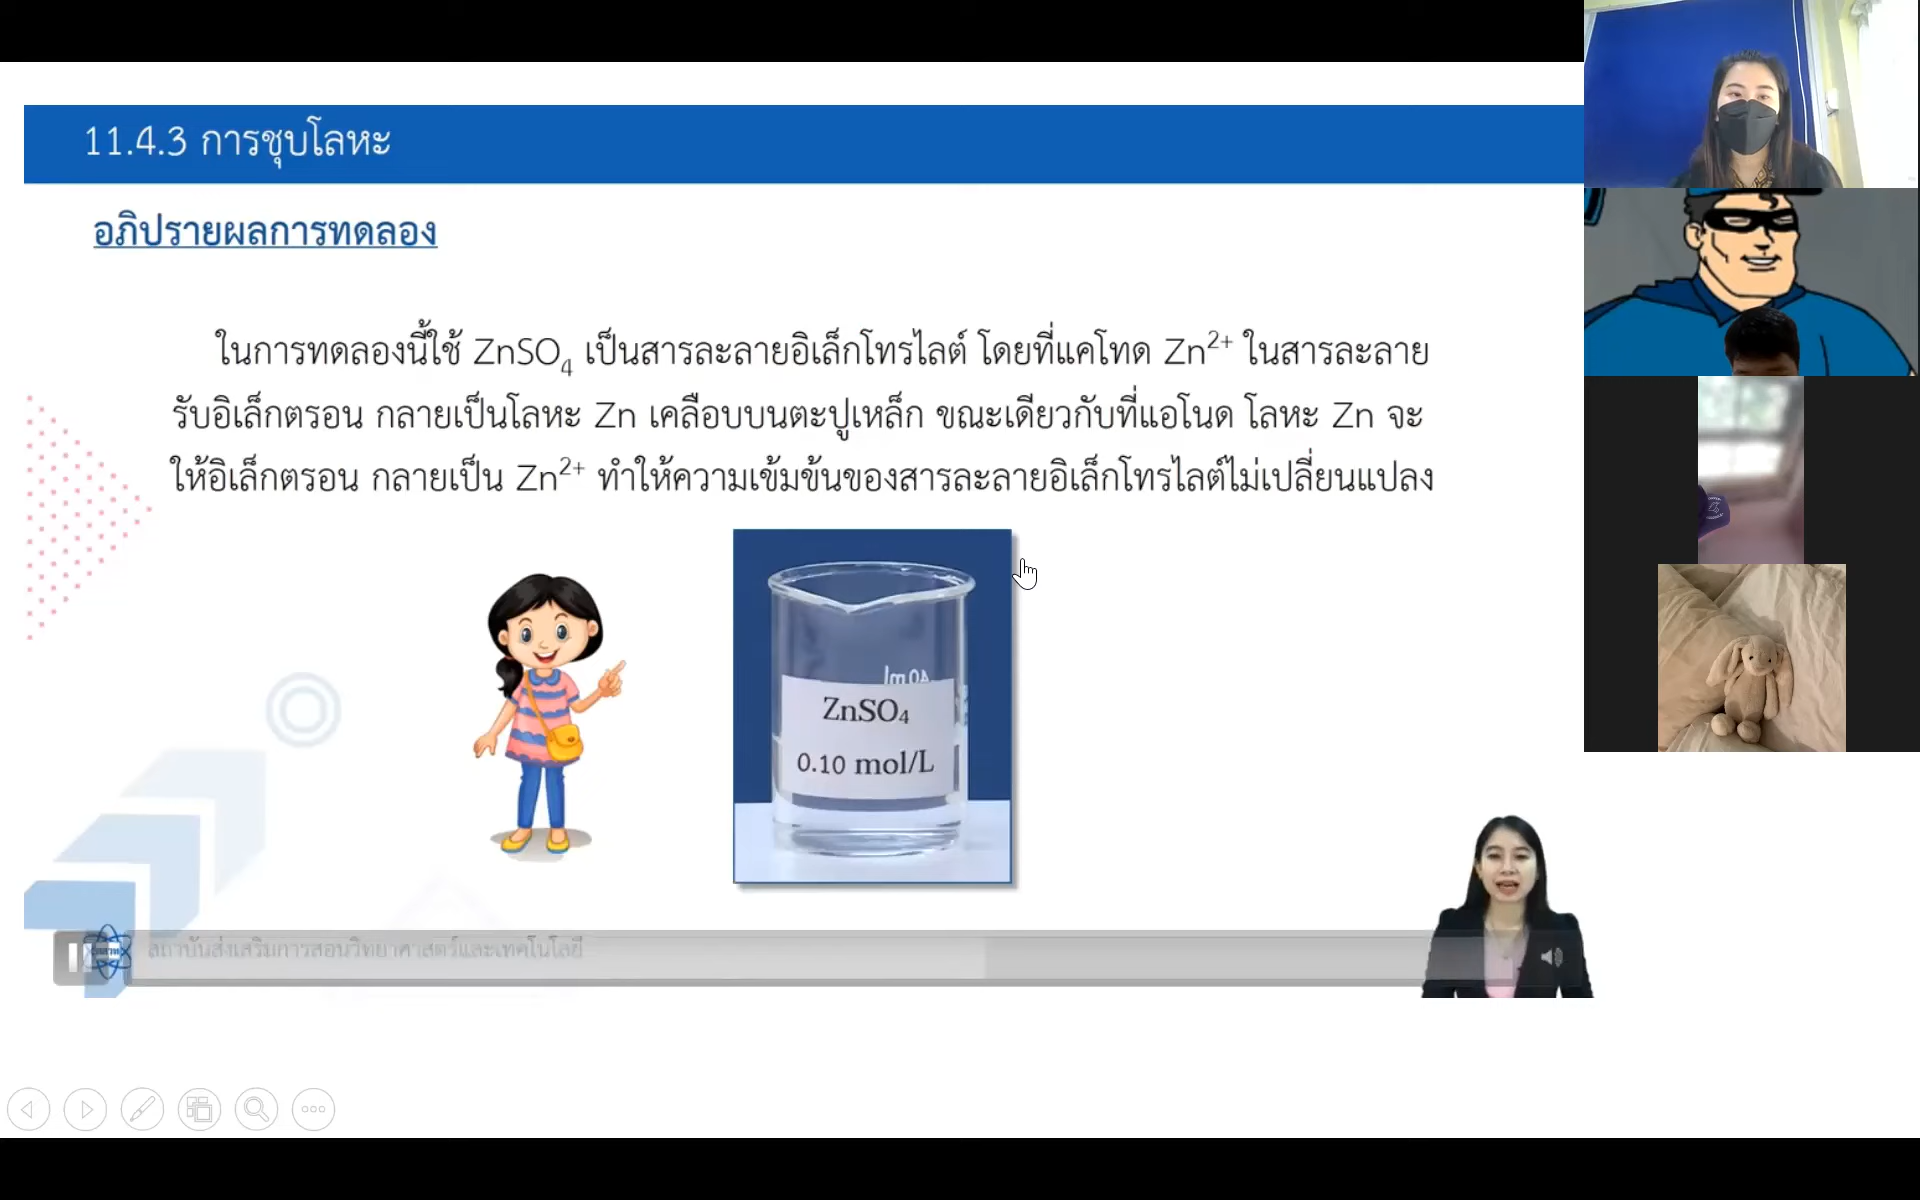 11.4.3 การชุบโลหะ
อภิปรายผลการทดลอง
ในการทดลองนี้ใช้ ZnSO₄ เป็นสารละลายอิเล็กโทรไลต์ โดยที่แคโทด Zn²⁺ ในสารละลาย
รับอิเล็กตรอน กลายเป็นโลหะ Zn เคลือบบนตะปูเหล็ก ขณะเดียวกับที่แอโนด โลหะ Zn จะ
ให้อิเล็กตรอน กลายเป็น Zn²⁺ ทำให้ความเข้มข้นของสารละลายอิเล็กโทรไลต์ไม่เปลี่ยนแปลง
ZnSO₄
0.10 mol/L
สถาบันส่งเสริมการสอนวิทยาศาสตร์และเทคโนโลยี